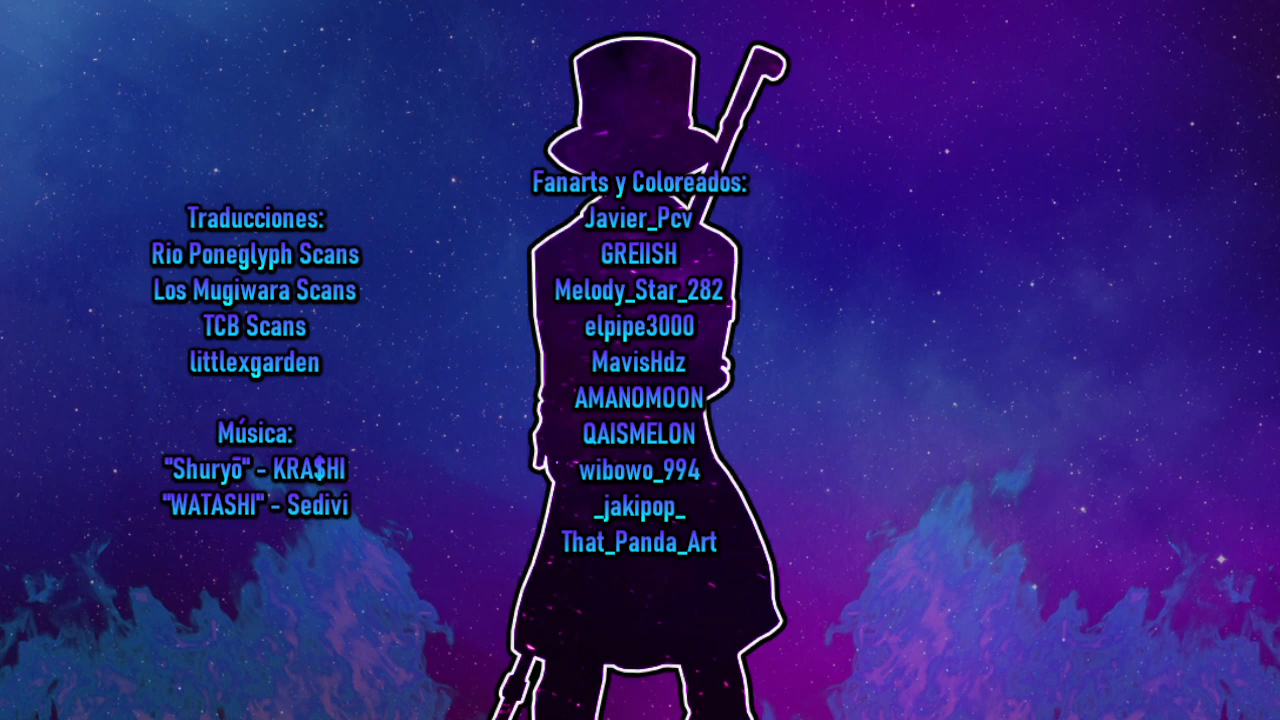 Traducciones:
Rio Poneglyph Scans
Los Mugiwara Scans
TCB Scans
littlexgarden
Música:
"Shuryō" - KRA$HI
"WATASHI" - Sedivi
Fanarts y Coloreados:
Javier_Pcv
GREIISH
Melody_Star_282
elpipe3000
MavisHdz
AMANOMOON
QAISMELON
wibowo_994
_jakipop_
That_Panda_Art